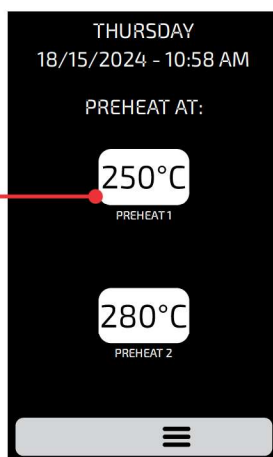 THURSDAY
18/15/2024 - 10:58 AM
PREHEAT AT:
250°C
PREHEAT 1
280°C
PREHEAT 2